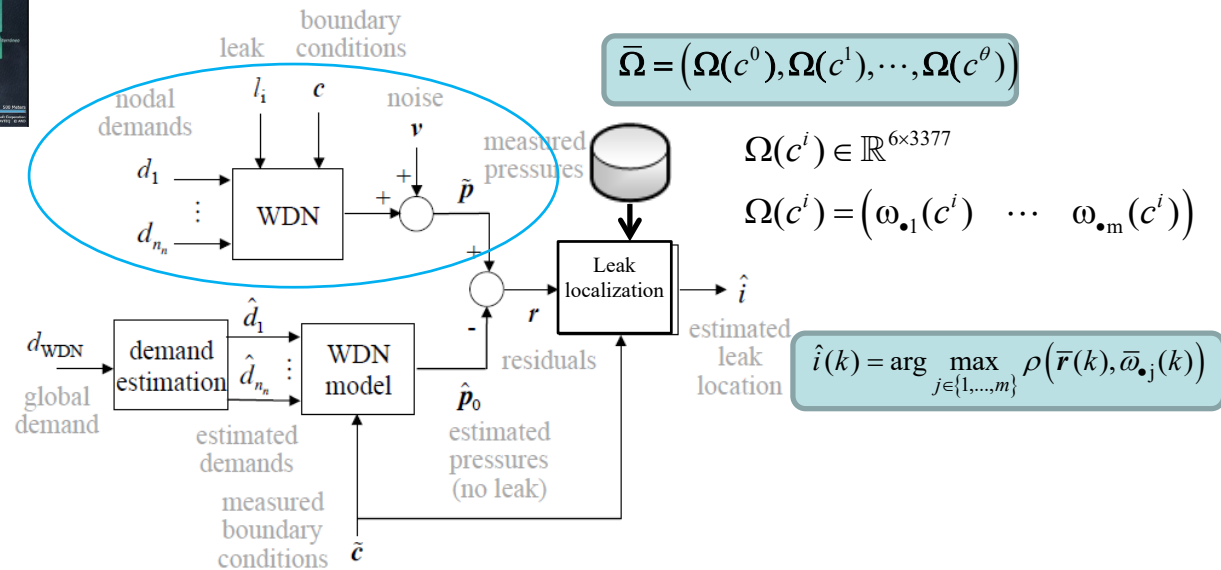 boundary
conditions
leak
l_i
c
nodal
demands
noise
v
d_1
⋮
d_{n_n}
WDN
+
+
p̃
measured
pressures
Ω̄ = (Ω(c^0), Ω(c^1), ⋯, Ω(c^θ))
Ω(c^i) ∈ ℝ^{6×3377}
Ω(c^i) = (ω_{•1}(c^i) ⋯ ω_{•m}(c^i))
+
-
r
residuals
Leak
localization
î
estimated
leak
location
î(k) = arg max_{j∈{1,...,m}} ρ(r̄(k), ω̄_{•j}(k))
d_WDN
global
demand
demand
estimation
d̂_1
⋮
d̂_{n_n}
estimated
demands
WDN
model
p̂_0
estimated
pressures
(no leak)
measured
boundary
conditions
c̃
500 Meters